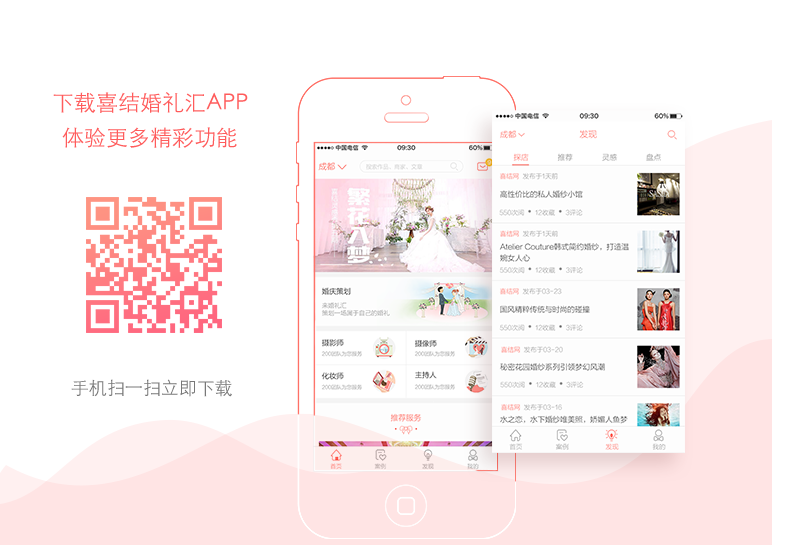 下载喜结婚礼汇APP
体验更多精彩功能
手机扫一扫立即下载
中国电信
09:30
60%
成都
搜索作品、商家、文章
繁花入梦
婚庆策划
来婚礼汇
策划一场属于自己的婚礼
摄影师
200团队为您服务
摄像师
200团队为您服务
化妆师
200团队为您服务
主持人
200团队为您服务
推荐服务
首页
案例
发现
我的
中国电信
09:30
60%
成都
发现
探店
推荐
灵感
盘点
喜结网 发布于1天前
高性价比的私人婚纱小馆
550次阅 • 12收藏 • 3评论
喜结网 发布于1天前
Atelier Couture韩式简约婚纱,打造温
婉女人心
550次阅 • 12收藏 • 3评论
喜结网 发布于03-23
国风精粹传统与时尚的碰撞
550次阅 • 12收藏 • 3评论
喜结网 发布于03-20
秘密花园婚纱系列引领梦幻风潮
550次阅 • 12收藏 • 3评论
喜结网 发布于03-16
水之恋,水下婚纱唯美照,娇媚人鱼梦
首页
案例
发现
我的